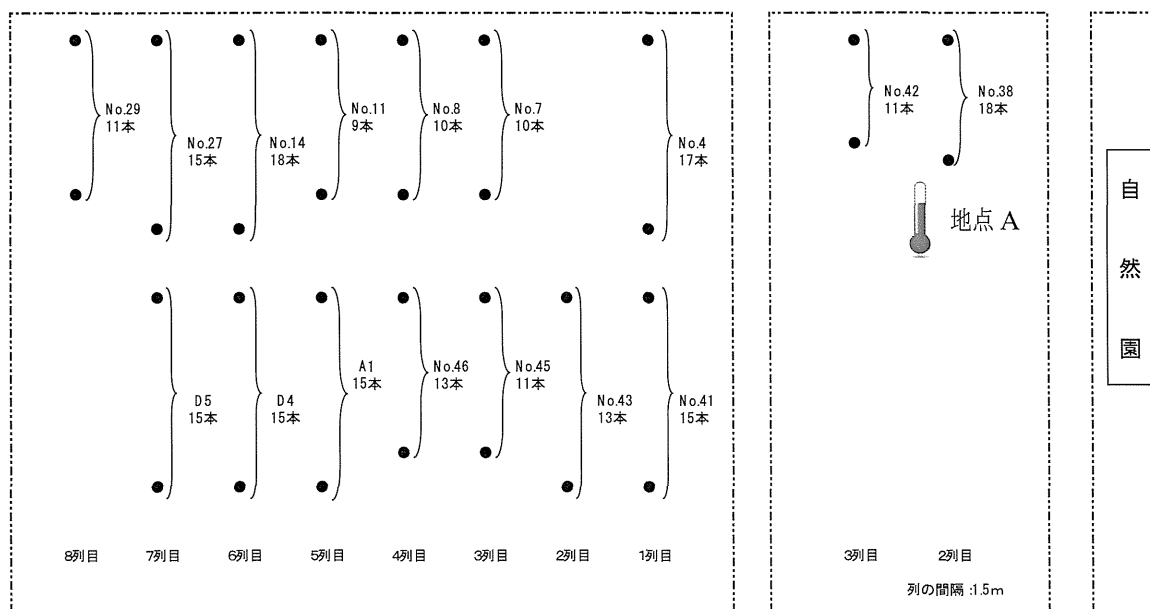 No.29
11本
No.27
15本
No.14
18本
No.11
9本
No.8
10本
No.7
10本
No.4
17本
No.42
11本
No.38
18本
地点 A
自然園
D5
15本
D4
15本
A1
15本
No.46
13本
No.45
11本
No.43
13本
No.41
15本
8列目
7列目
6列目
5列目
4列目
3列目
2列目
1列目
3列目
2列目
列の間隔:1.5m